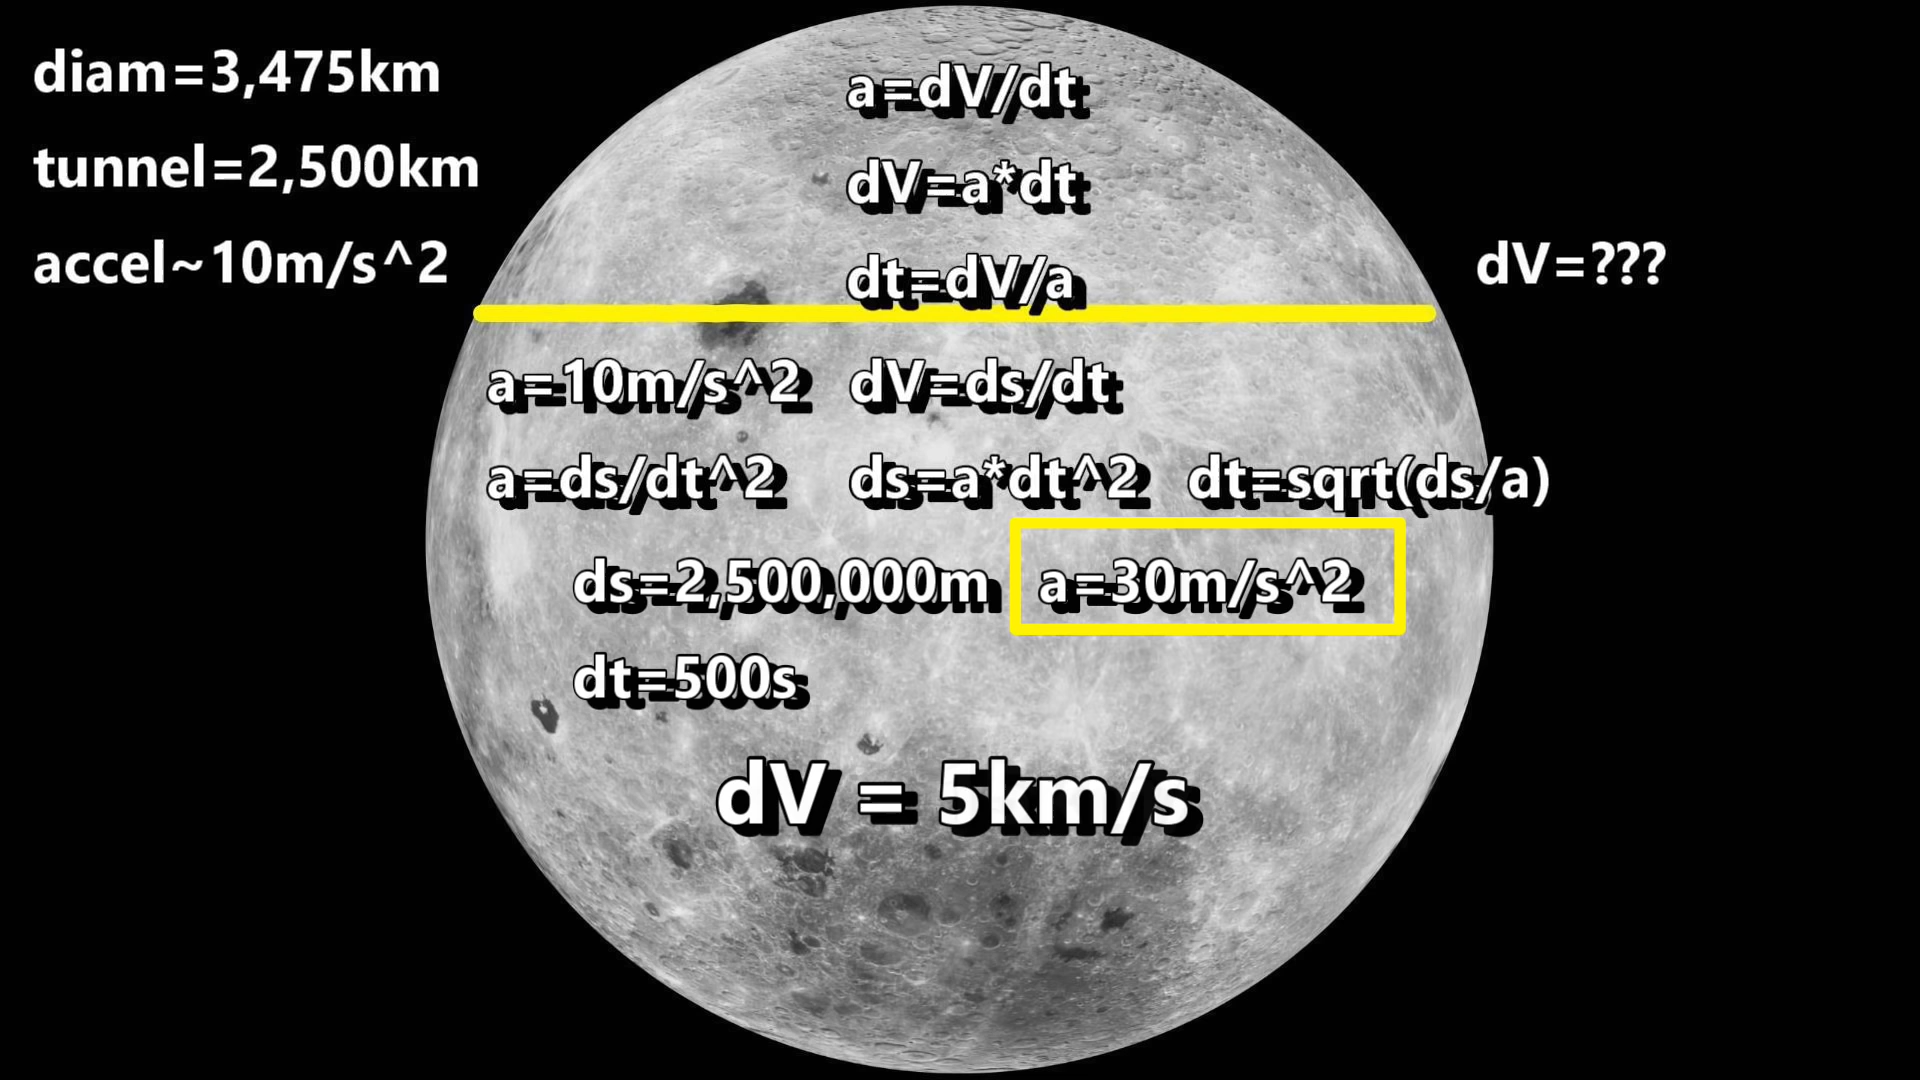 diam=3,475km
tunnel=2,500km
accel~10m/s^2
a=dV/dt
dV=a*dt
dt=dV/a
dV=???
a=10m/s^2 dV=ds/dt
a=ds/dt^2 ds=a*dt^2 dt=sqrt(ds/a)
ds=2,500,000m a=30m/s^2
dt=500s
dV = 5km/s